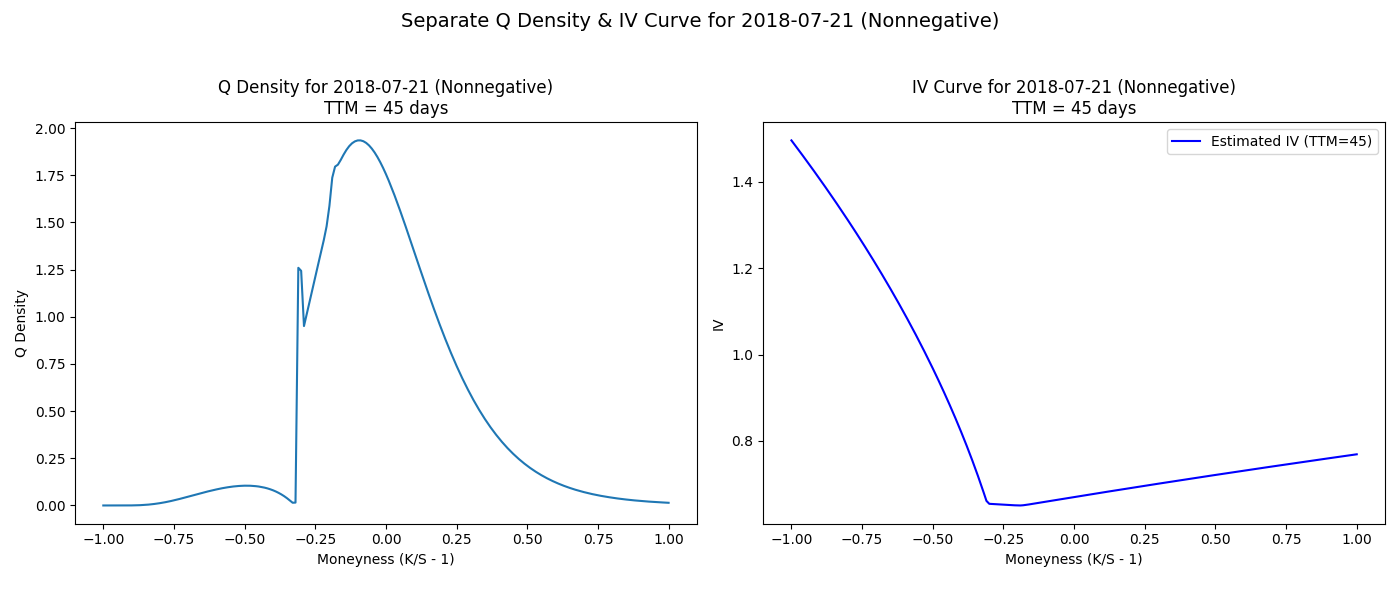 Separate Q Density & IV Curve for 2018-07-21 (Nonnegative)
Q Density for 2018-07-21 (Nonnegative)
TTM = 45 days
2.00
1.75
1.50
1.25
1.00
0.75
0.50
0.25
0.00
Q Density
−1.00 −0.75 −0.50 −0.25 0.00 0.25 0.50 0.75 1.00
Moneyness (K/S - 1)
IV Curve for 2018-07-21 (Nonnegative)
TTM = 45 days
Estimated IV (TTM=45)
1.4
1.2
1.0
0.8
IV
−1.00 −0.75 −0.50 −0.25 0.00 0.25 0.50 0.75 1.00
Moneyness (K/S - 1)